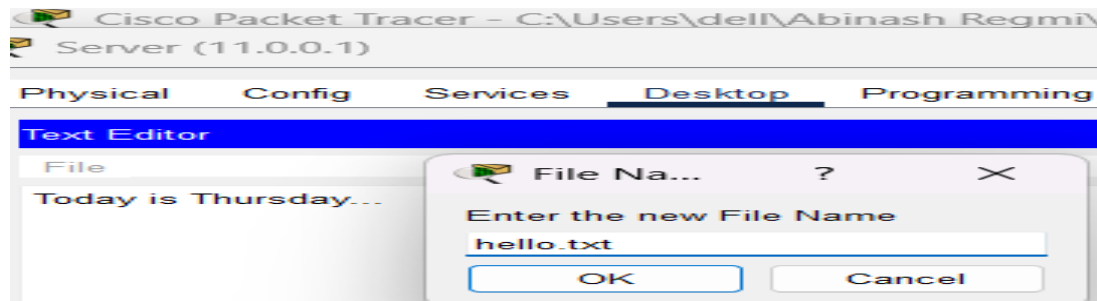 Cisco Packet Tracer - C:\Users\dell\Abinash Regmi\
Server (11.0.0.1)
Physical Config Services Desktop Programming
Text Editor
File
Today is Thursday...
File Na... ? ×
Enter the new File Name
hello.txt
OK Cancel